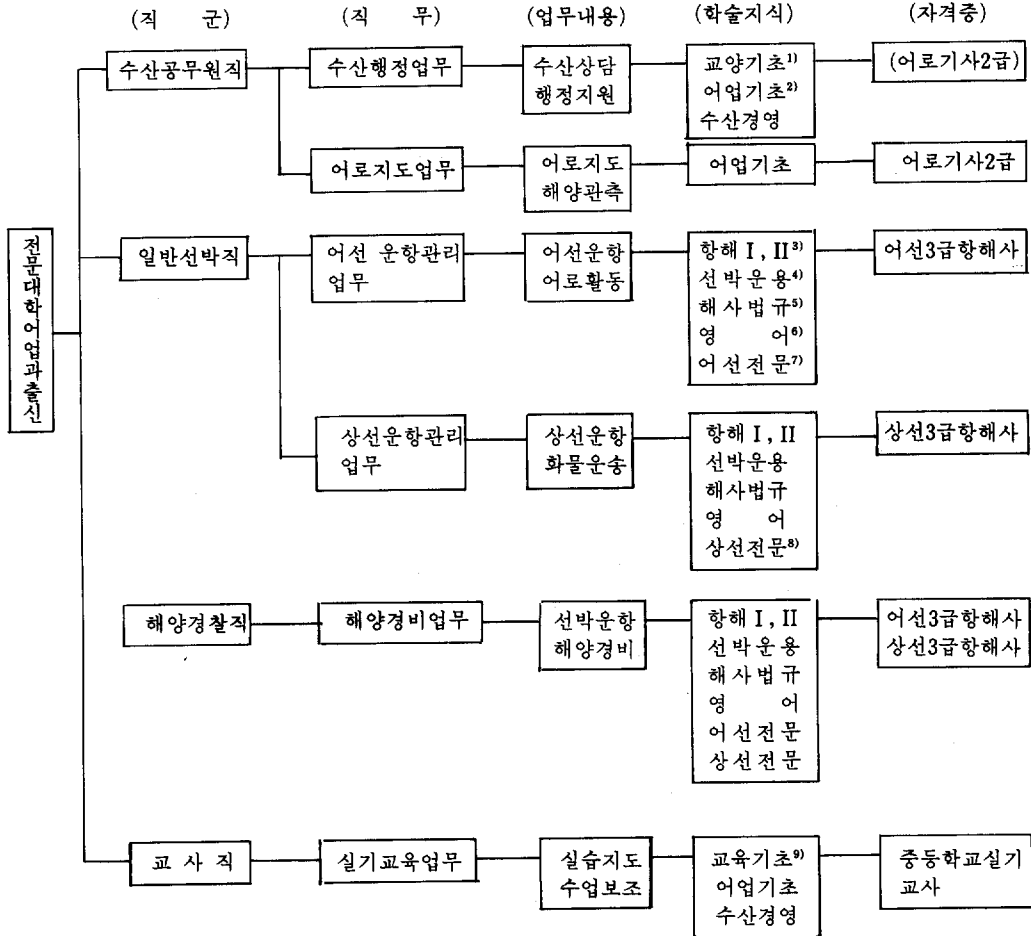 (직 군) (직 무) (업무내용) (학술지식) (자격증)
수산공무원직 수산행정업무 수산상담 교양기초1) (어로기사2급)
행정지원 어업기초2)
수산경영
어로지도업무 어로지도 어업기초 어로기사2급
해양관측
전문대학어업과출신
일반선박직 어선 운항관리 어선운항 항해 I, II3) 어선3급항해사
업무 어로활동 선박운용4)
해사법규5)
영 어6)
어선전문7)
상선운항관리 상선운항 항해 I, II 상선3급항해사
업무 화물운송 선박운용
해사법규
영 어
상선전문8)
해양경찰직 해양경비업무 선박운항 항해 I, II 어선3급항해사
해양경비 선박운용 상선3급항해사
해사법규
영 어
어선전문
상선전문
교 사 직 실기교육업무 실습지도 교육기초9) 중등학교실기
수업보조 어업기초 교사
수산경영